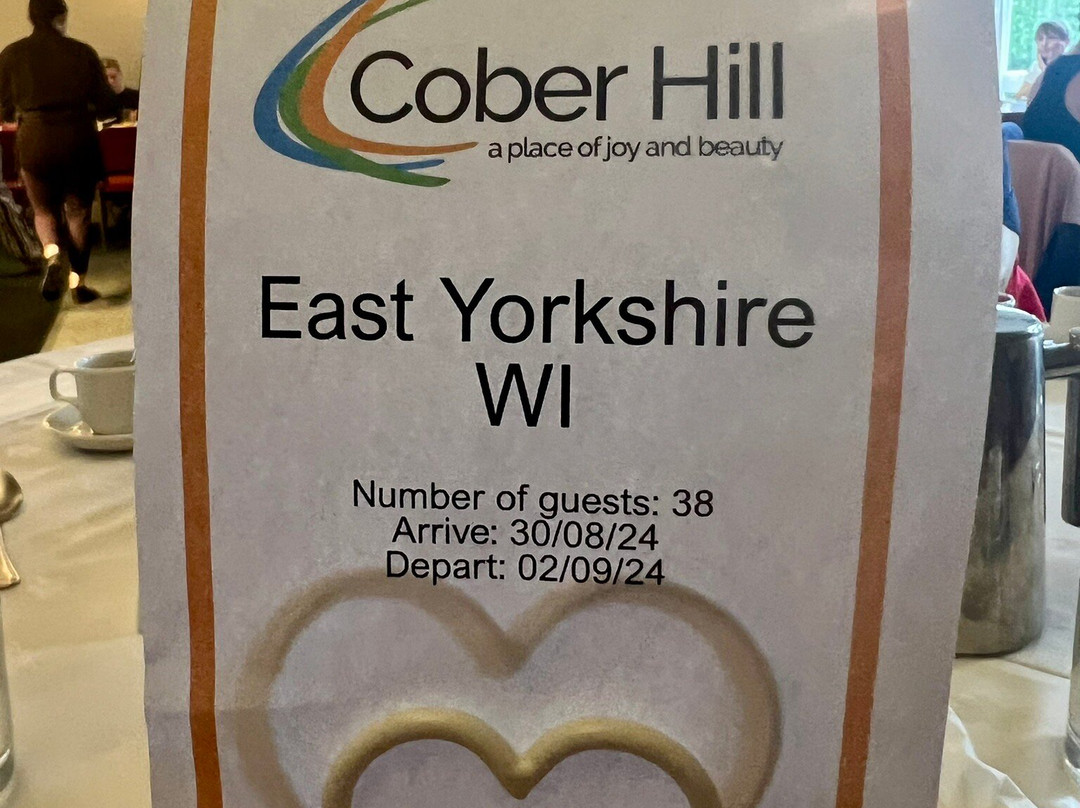 Cober Hill
a place of joy and beauty
East Yorkshire
WI
Number of guests: 38
Arrive: 30/08/24
Depart: 02/09/24